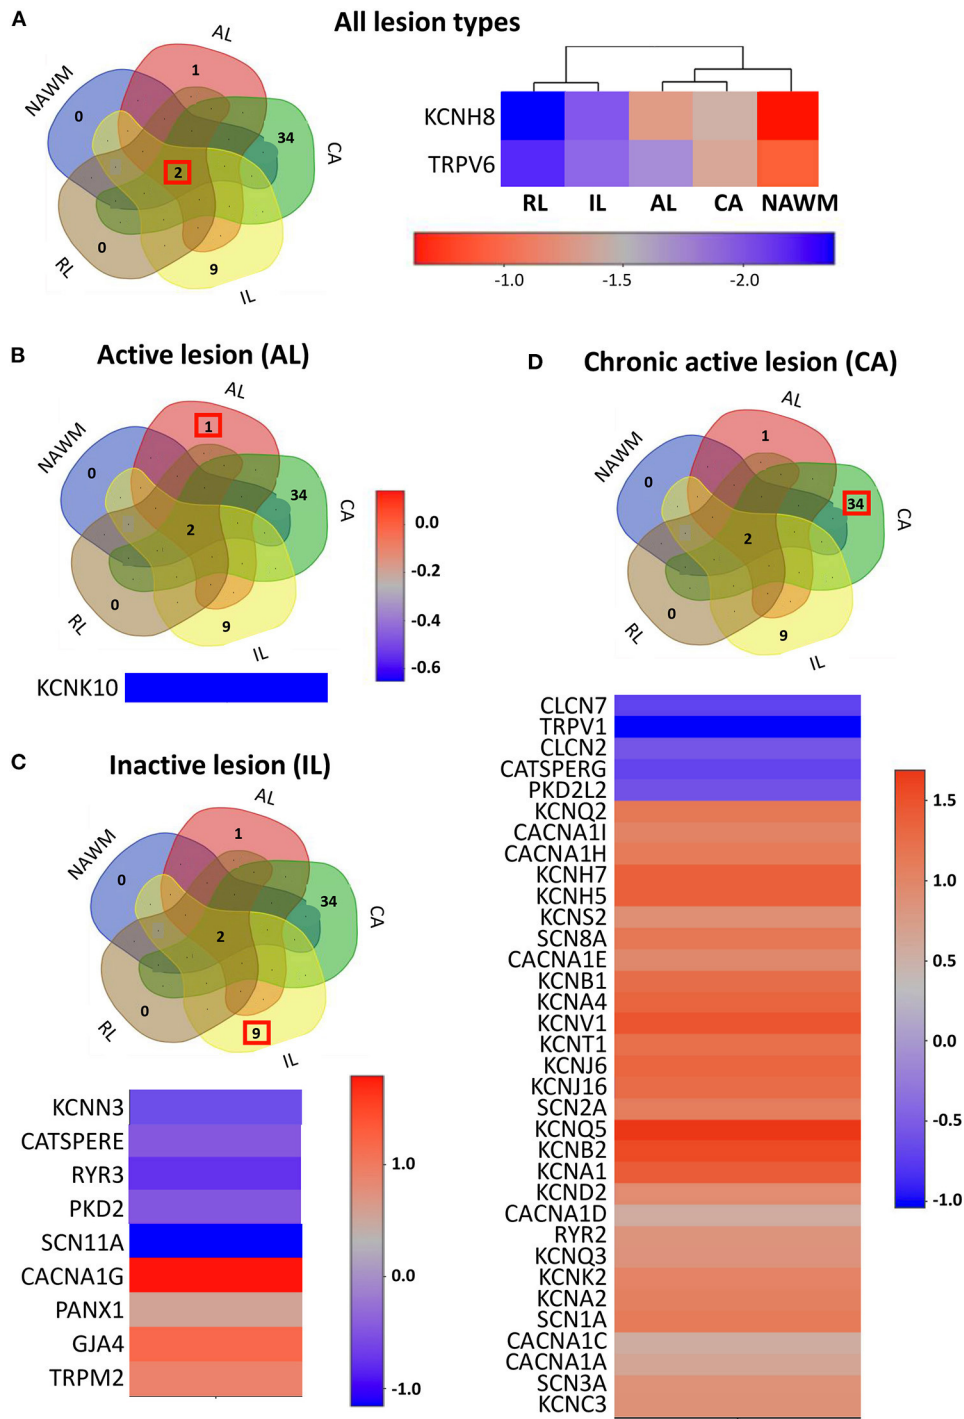 A
All lesion types
AL
NAWM
CA
RL
IL
1
0
34
2
0
9
KCNH8
TRPV6
RL IL AL CA NAWM
-1.0 -1.5 -2.0
B
Active lesion (AL)
AL
NAWM
CA
RL
IL
1
0
34
2
0
9
0.0
-0.2
-0.4
-0.6
KCNK10
C
Inactive lesion (IL)
AL
NAWM
CA
RL
IL
1
0
34
2
0
9
KCNN3
CATSPERE
RYR3
PKD2
SCN11A
CACNA1G
PANX1
GJA4
TRPM2
1.0
0.0
-1.0
D
Chronic active lesion (CA)
AL
NAWM
CA
RL
IL
1
0
34
2
0
9
CLCN7
TRPV1
CLCN2
CATSPERG
PKD2L2
KCNQ2
CACNA1I
CACNA1H
KCNH7
KCNH5
KCNS2
SCN8A
CACNA1E
KCNB1
KCNA4
KCNV1
KCNT1
KCNJ6
KCNJ16
SCN2A
KCNQ5
KCNB2
KCNA1
KCND2
CACNA1D
RYR2
KCNQ3
KCNK2
KCNA2
SCN1A
CACNA1C
CACNA1A
SCN3A
KCNC3
1.5
1.0
0.5
0.0
-0.5
-1.0